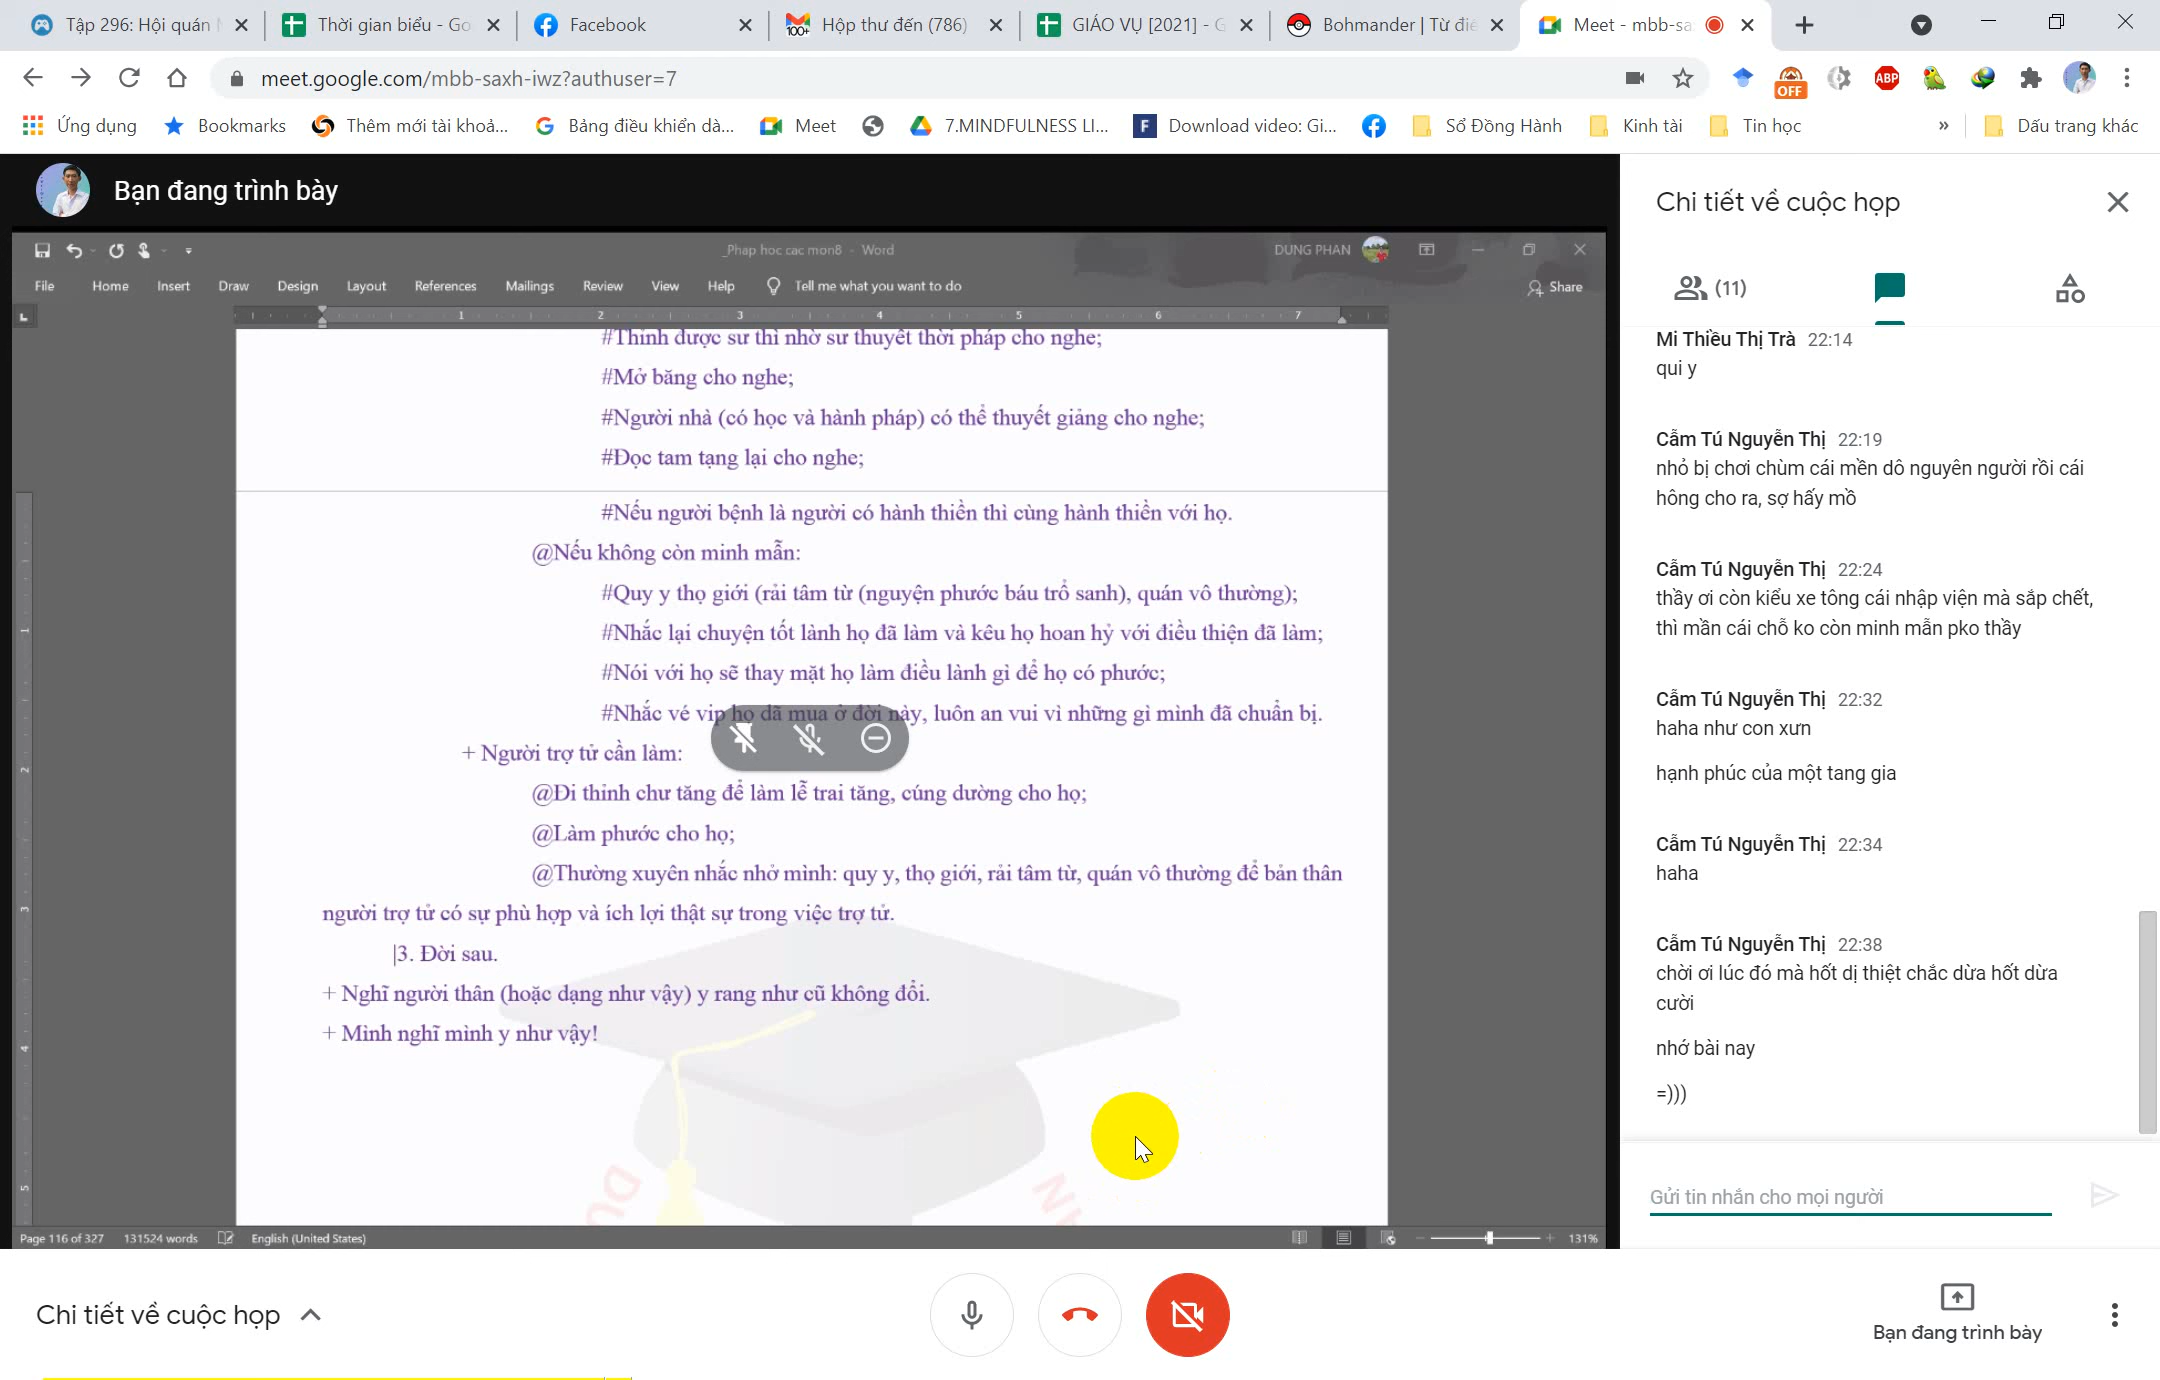 Tập 296: Hội quán
Thời gian biểu - Go
Facebook
Hộp thư đến (786)
GIÁO VỤ [2021] - G
Bohmander | Từ điể
Meet - mbb-sa
meet.google.com/mbb-saxh-iwz?authuser=7
OFF
ABP
Ứng dụng
Bookmarks
Thêm mới tài khoả...
Bảng điều khiển dà...
Meet
7.MINDFULNESS LI...
Download video: Gi...
Sổ Đồng Hành
Kinh tài
Tin học
»
Dấu trang khác
Bạn đang trình bày
_Phap hoc cac mon8 - Word
DUNG PHAN
File Home Insert Draw Design Layout References Mailings Review View Help Tell me what you want to do Share
1 2 3 4 5 6 7
#Thỉnh được sư thì nhờ sư thuyết thời pháp cho nghe;
#Mở băng cho nghe;
#Người nhà (có học và hành pháp) có thể thuyết giảng cho nghe;
#Đọc tam tạng lại cho nghe;
#Nếu người bệnh là người có hành thiền thì cùng hành thiền với họ.
@Nếu không còn minh mẫn:
#Quy y thọ giới (rải tâm từ (nguyện phước báu trổ sanh), quán vô thường);
#Nhắc lại chuyện tốt lành họ đã làm và kêu họ hoan hỷ với điều thiện đã làm;
#Nói với họ sẽ thay mặt họ làm điều lành gì để họ có phước;
#Nhắc vé vip họ đã mua ở đời này, luôn an vui vì những gì mình đã chuẩn bị.
+ Người trợ tử cần làm:
@Đi thỉnh chư tăng để làm lễ trai tăng, cúng dường cho họ;
@Làm phước cho họ;
@Thường xuyên nhắc nhở mình: quy y, thọ giới, rải tâm từ, quán vô thường để bản thân
người trợ tử có sự phù hợp và ích lợi thật sự trong việc trợ tử.
|3. Đời sau.
+ Nghĩ người thân (hoặc dạng như vậy) y rang như cũ không đổi.
+ Mình nghĩ mình y như vậy!
Page 116 of 327 131524 words English (United States)
131%
Chi tiết về cuộc họp
(11)
Mi Thiều Thị Trà 22:14
qui y
Cẩm Tú Nguyễn Thị 22:19
nhỏ bị chơi chùm cái mền dô nguyên người rồi cái
hông cho ra, sợ hấy mồ
Cẩm Tú Nguyễn Thị 22:24
thầy ơi còn kiểu xe tông cái nhập viện mà sắp chết,
thì mần cái chỗ ko còn minh mẫn pko thầy
Cẩm Tú Nguyễn Thị 22:32
haha như con xưn
hạnh phúc của một tang gia
Cẩm Tú Nguyễn Thị 22:34
haha
Cẩm Tú Nguyễn Thị 22:38
chời ơi lúc đó mà hốt dị thiệt chắc dừa hốt dừa
cười
nhớ bài nay
=)))
Gửi tin nhắn cho mọi người
Chi tiết về cuộc họp
Bạn đang trình bày